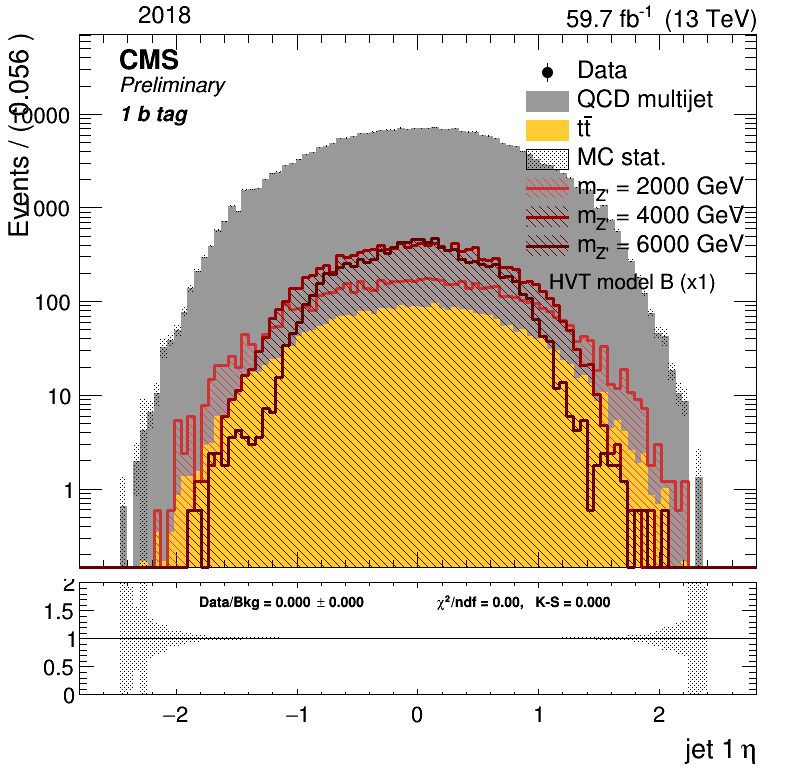 2018
59.7 fb-1 (13 TeV)
CMS
Preliminary
1 b tag
Data
QCD multijet
tt̄
MC stat.
mZ' = 2000 GeV
mZ' = 4000 GeV
mZ' = 6000 GeV
HVT model B (x1)
Events / ( 0.056 )
10000
1000
100
10
1
2
1.5
1
0.5
0
Data/Bkg = 0.000 ± 0.000
χ²/ndf = 0.00, K-S = 0.000
−2
−1
0
1
2
jet 1 η